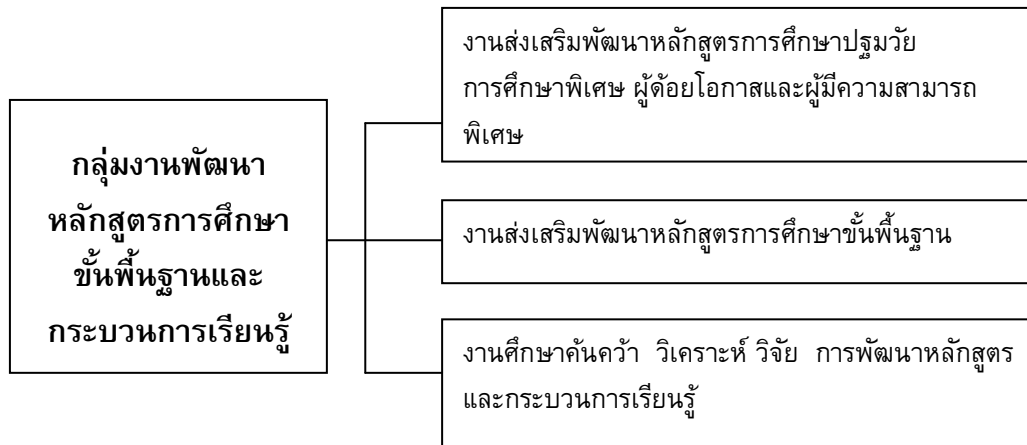 กลุ่มงานพัฒนา
หลักสูตรการศึกษา
ขั้นพื้นฐานและ
กระบวนการเรียนรู้
งานส่งเสริมพัฒนาหลักสูตรการศึกษาปฐมวัย
การศึกษาพิเศษ ผู้ด้อยโอกาสและผู้มีความสามารถ
พิเศษ
งานส่งเสริมพัฒนาหลักสูตรการศึกษาขั้นพื้นฐาน
งานศึกษาค้นคว้า วิเคราะห์ วิจัย การพัฒนาหลักสูตร
และกระบวนการเรียนรู้